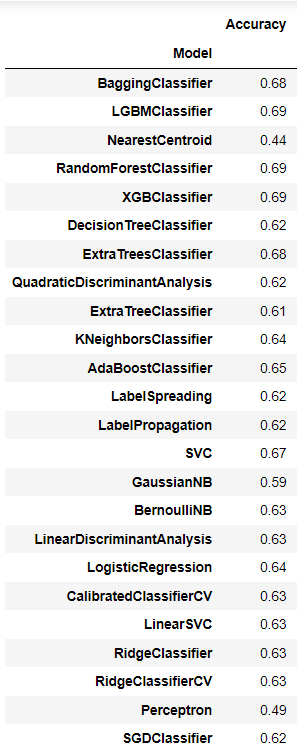 Accuracy
Model
BaggingClassifier 0.68
LGBMClassifier 0.69
NearestCentroid 0.44
RandomForestClassifier 0.69
XGBClassifier 0.69
DecisionTreeClassifier 0.62
ExtraTreesClassifier 0.68
QuadraticDiscriminantAnalysis 0.62
ExtraTreeClassifier 0.61
KNeighborsClassifier 0.64
AdaBoostClassifier 0.65
LabelSpreading 0.62
LabelPropagation 0.62
SVC 0.67
GaussianNB 0.59
BernoulliNB 0.63
LinearDiscriminantAnalysis 0.63
LogisticRegression 0.64
CalibratedClassifierCV 0.63
LinearSVC 0.63
RidgeClassifier 0.63
RidgeClassifierCV 0.63
Perceptron 0.49
SGDClassifier 0.62